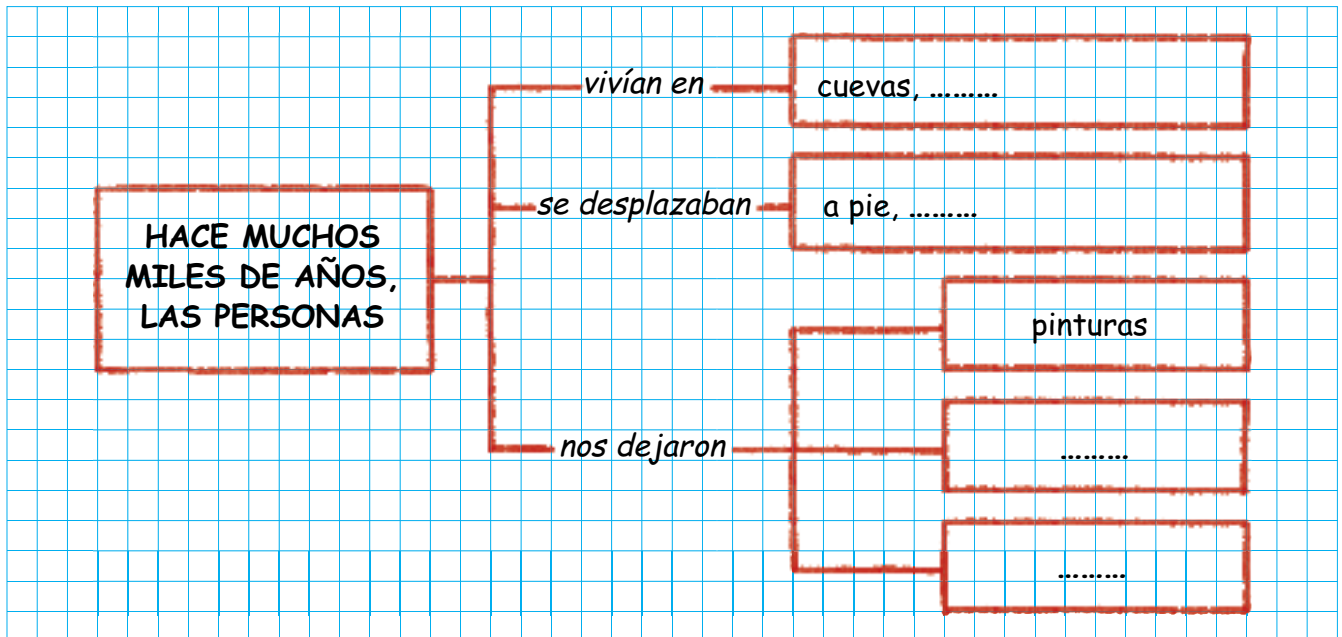 HACE MUCHOS
MILES DE AÑOS,
LAS PERSONAS
vivían en
cuevas, .........
se desplazaban
a pie, .........
nos dejaron
pinturas
.........
.........